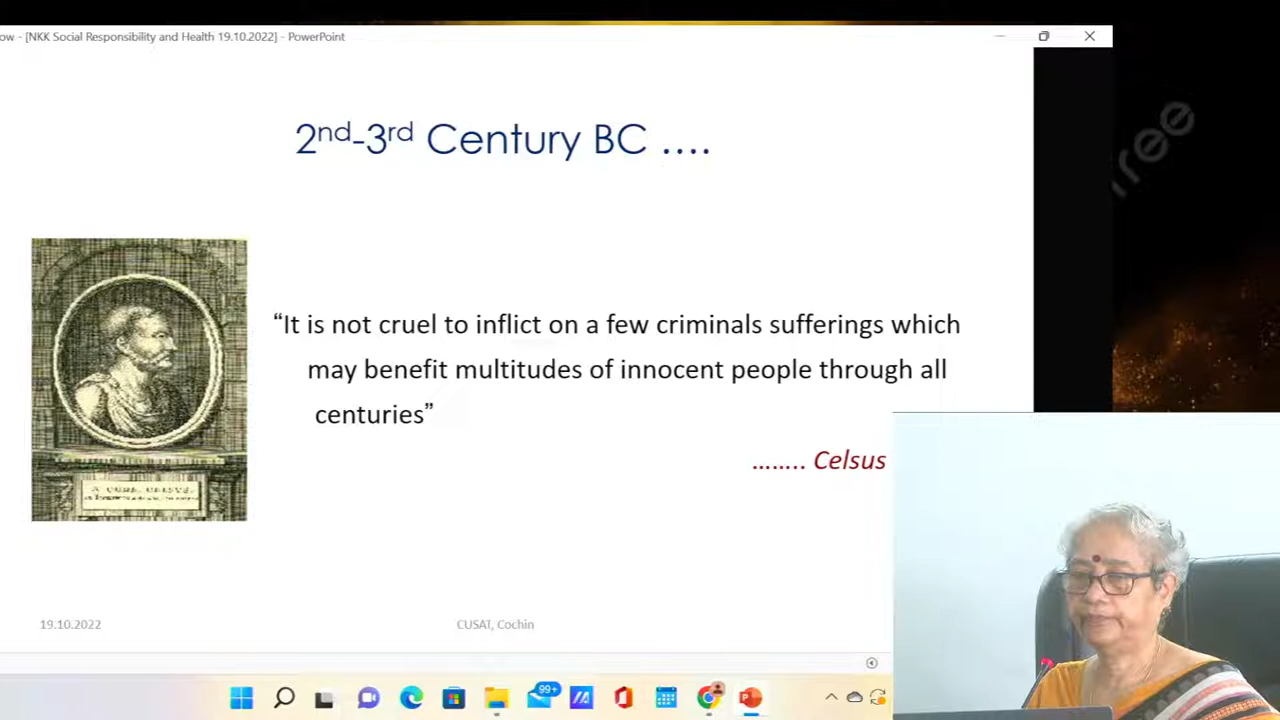 ow - [NKK Social Responsibility and Health 19.10.2022] - PowerPoint
2nd-3rd Century BC ....
“It is not cruel to inflict on a few criminals sufferings which
may benefit multitudes of innocent people through all
centuries”
…….. Celsus
19.10.2022
CUSAT, Cochin
99+